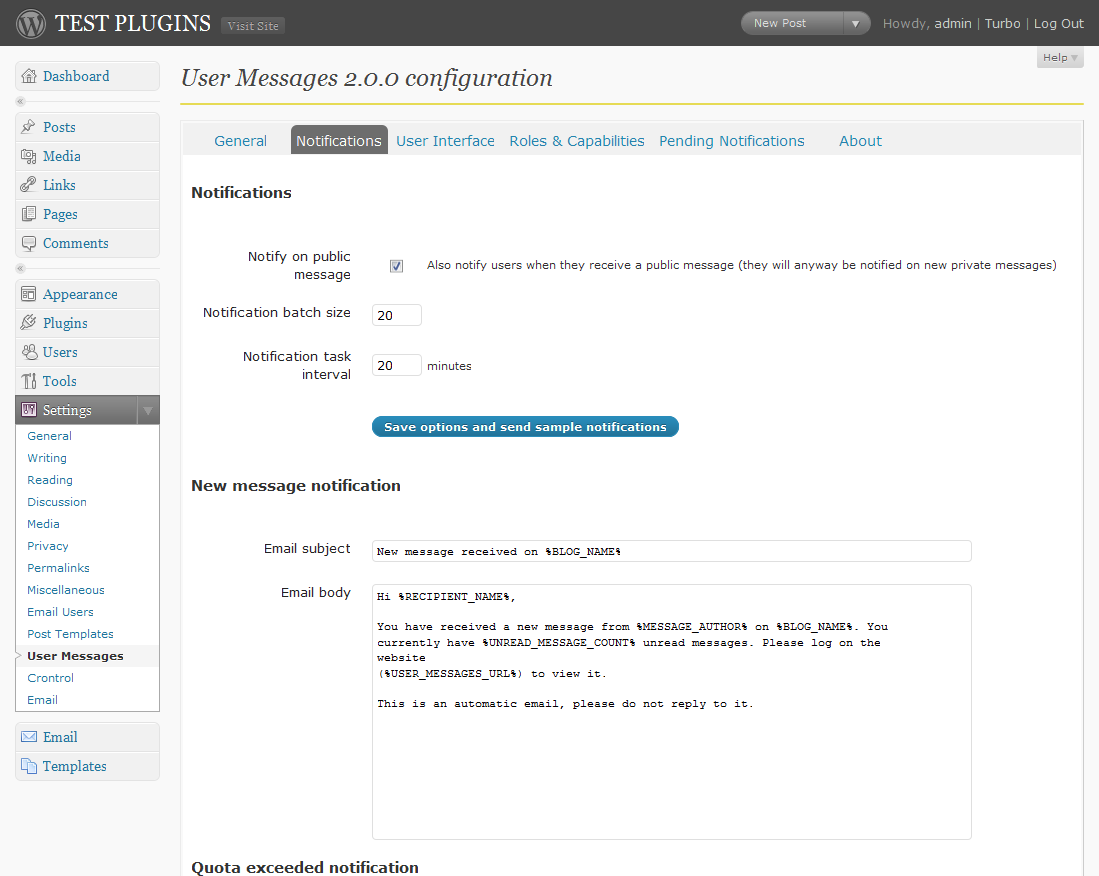 TEST PLUGINS Visit Site
New Post
Howdy, admin | Turbo | Log Out
Help
Dashboard
Posts
Media
Links
Pages
Comments
Appearance
Plugins
Users
Tools
Settings
General
Writing
Reading
Discussion
Media
Privacy
Permalinks
Miscellaneous
Email Users
Post Templates
User Messages
Crontrol
Email
Email
Templates
User Messages 2.0.0 configuration
General Notifications User Interface Roles & Capabilities Pending Notifications About
Notifications
Notify on public
message
Also notify users when they receive a public message (they will anyway be notified on new private messages)
Notification batch size
20
Notification task
interval
20 minutes
Save options and send sample notifications
New message notification
Email subject
New message received on %BLOG_NAME%
Email body
Hi %RECIPIENT_NAME%,
You have received a new message from %MESSAGE_AUTHOR% on %BLOG_NAME%. You
currently have %UNREAD_MESSAGE_COUNT% unread messages. Please log on the
website
(%USER_MESSAGES_URL%) to view it.
This is an automatic email, please do not reply to it.
Quota exceeded notification